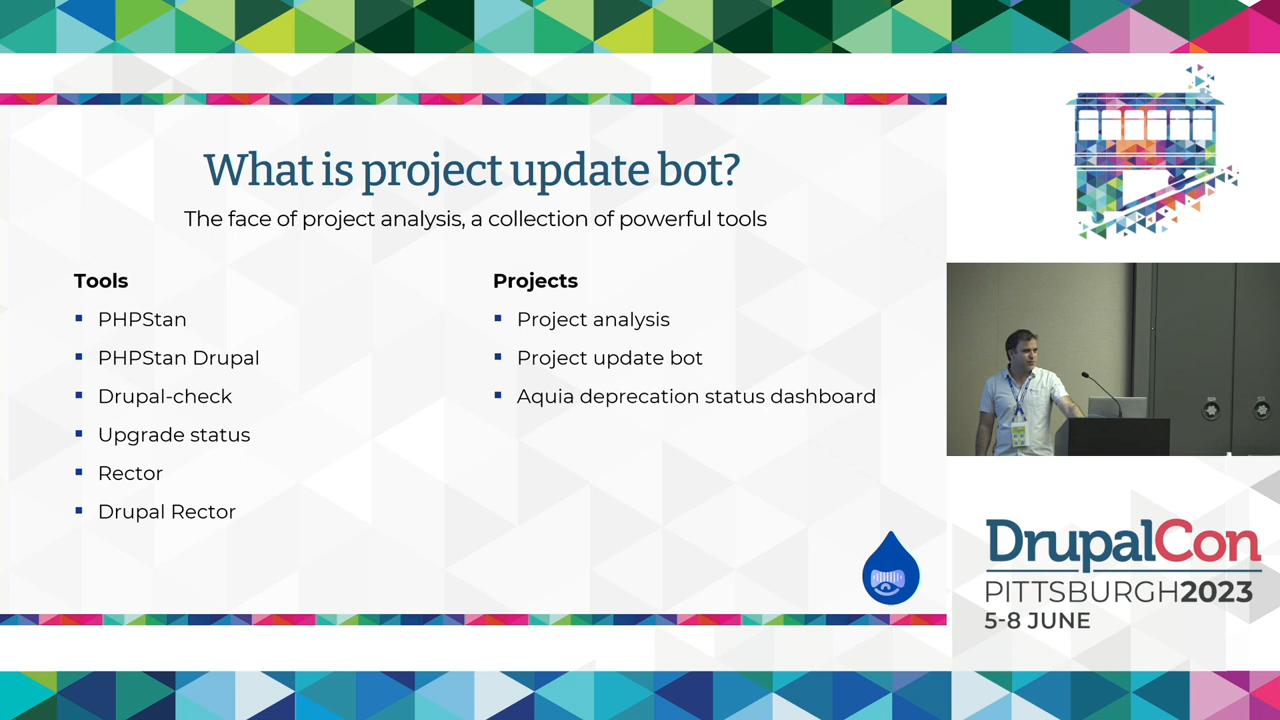 What is project update bot?
The face of project analysis, a collection of powerful tools
Tools
PHPStan
PHPStan Drupal
Drupal-check
Upgrade status
Rector
Drupal Rector
Projects
Project analysis
Project update bot
Aquia deprecation status dashboard
DrupalCon
PITTSBURGH2023
5-8 JUNE